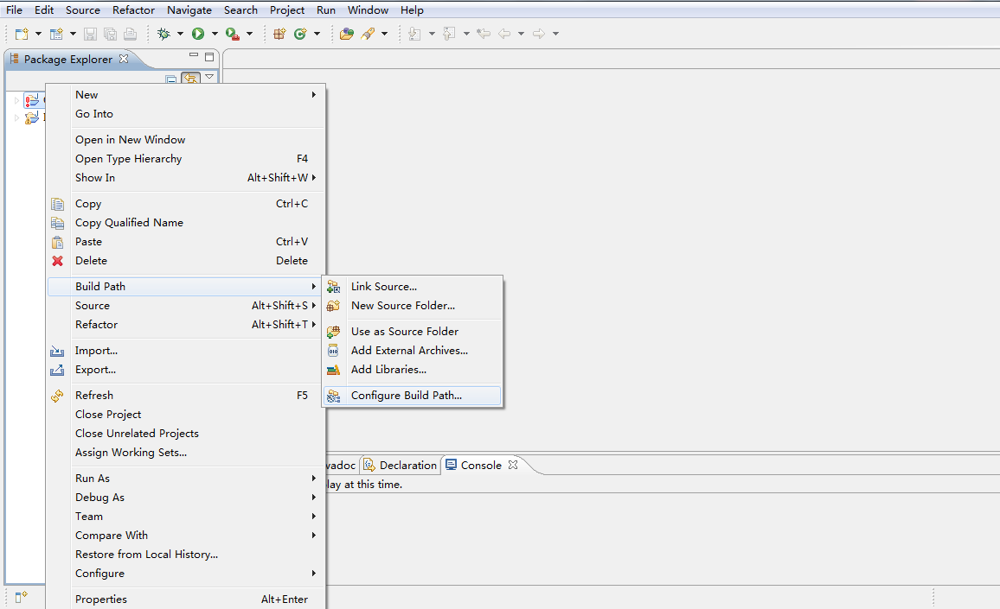 File Edit Source Refactor Navigate Search Project Run Window Help
Package Explorer
New
Go Into
Open in New Window
Open Type Hierarchy F4
Show In Alt+Shift+W
Copy Ctrl+C
Copy Qualified Name
Paste Ctrl+V
Delete Delete
Build Path
Source Alt+Shift+S
Refactor Alt+Shift+T
Import...
Export...
Refresh F5
Close Project
Close Unrelated Projects
Assign Working Sets...
Run As
Debug As
Team
Compare With
Restore from Local History...
Configure
Properties Alt+Enter
Link Source...
New Source Folder...
Use as Source Folder
010 Add External Archives...
Add Libraries...
Configure Build Path...
vadoc Declaration Console
lay at this time.